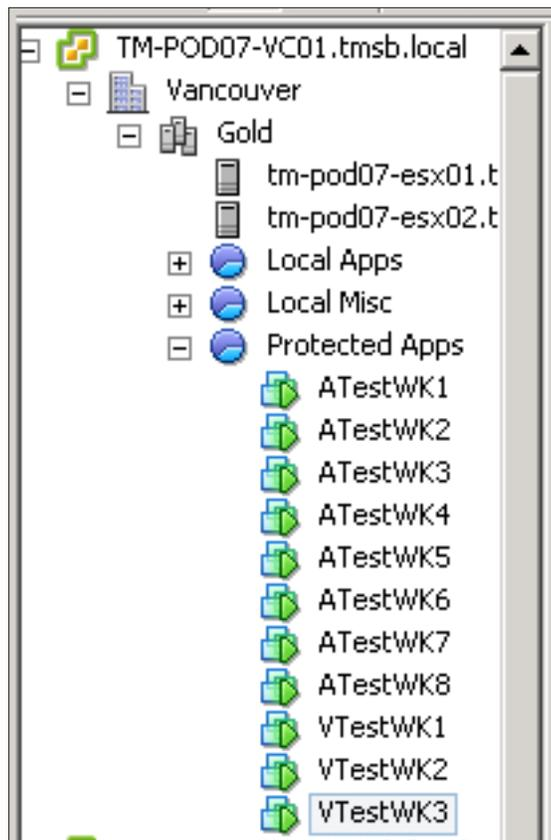 TM-POD07-VC01.tmsb.local
Vancouver
Gold
tm-pod07-esx01.t
tm-pod07-esx02.t
Local Apps
Local Misc
Protected Apps
ATestWK1
ATestWK2
ATestWK3
ATestWK4
ATestWK5
ATestWK6
ATestWK7
ATestWK8
VTestWK1
VTestWK2
VTestWK3